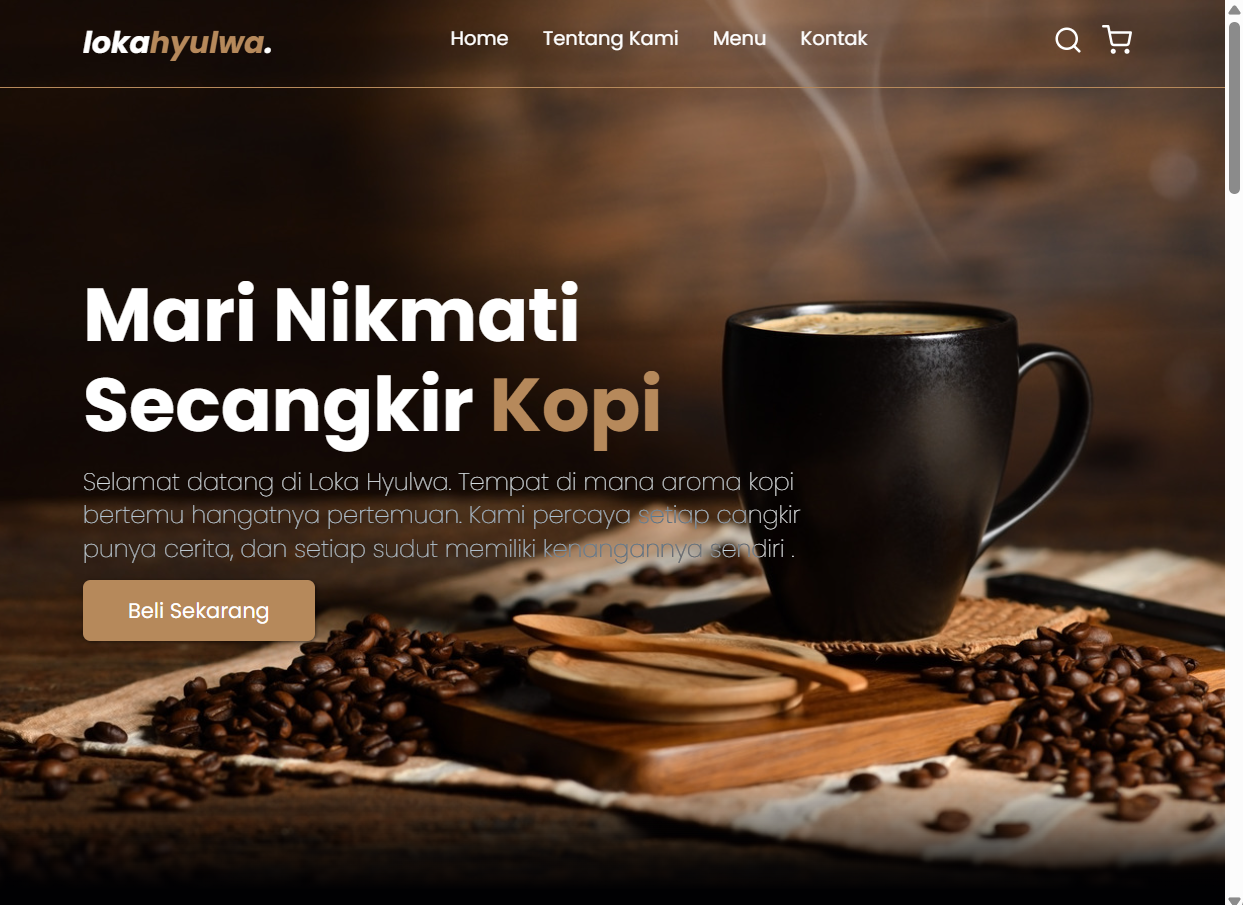 lokahyulwa.
Home Tentang Kami Menu Kontak
Mari Nikmati
Secangkir Kopi
Selamat datang di Loka Hyulwa. Tempat di mana aroma kopi
bertemu hangatnya pertemuan. Kami percaya setiap cangkir
punya cerita, dan setiap sudut memiliki kenangannya sendiri .
Beli Sekarang